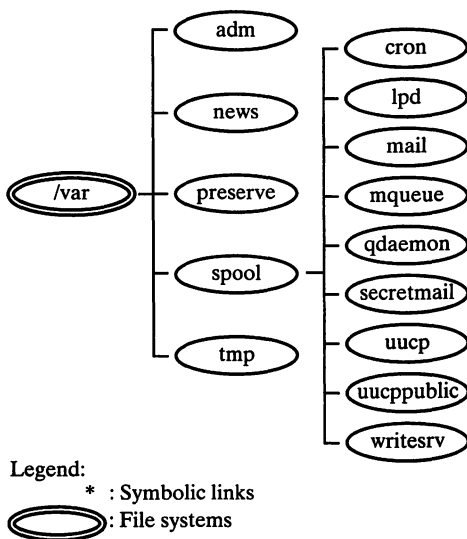 /var
adm
news
preserve
spool
tmp
cron
lpd
mail
mqueue
qdaemon
secretmail
uucp
uucppublic
writesrv
Legend:
* : Symbolic links
: File systems